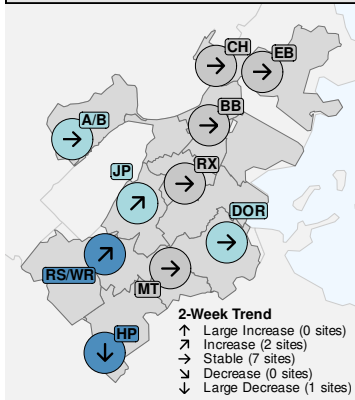 CH
EB
BB
A/B
JP
RX
DOR
RS/WR
MT
HP
2-Week Trend
↑ Large Increase (0 sites)
↗ Increase (2 sites)
→ Stable (7 sites)
↘ Decrease (0 sites)
↓ Large Decrease (1 sites)